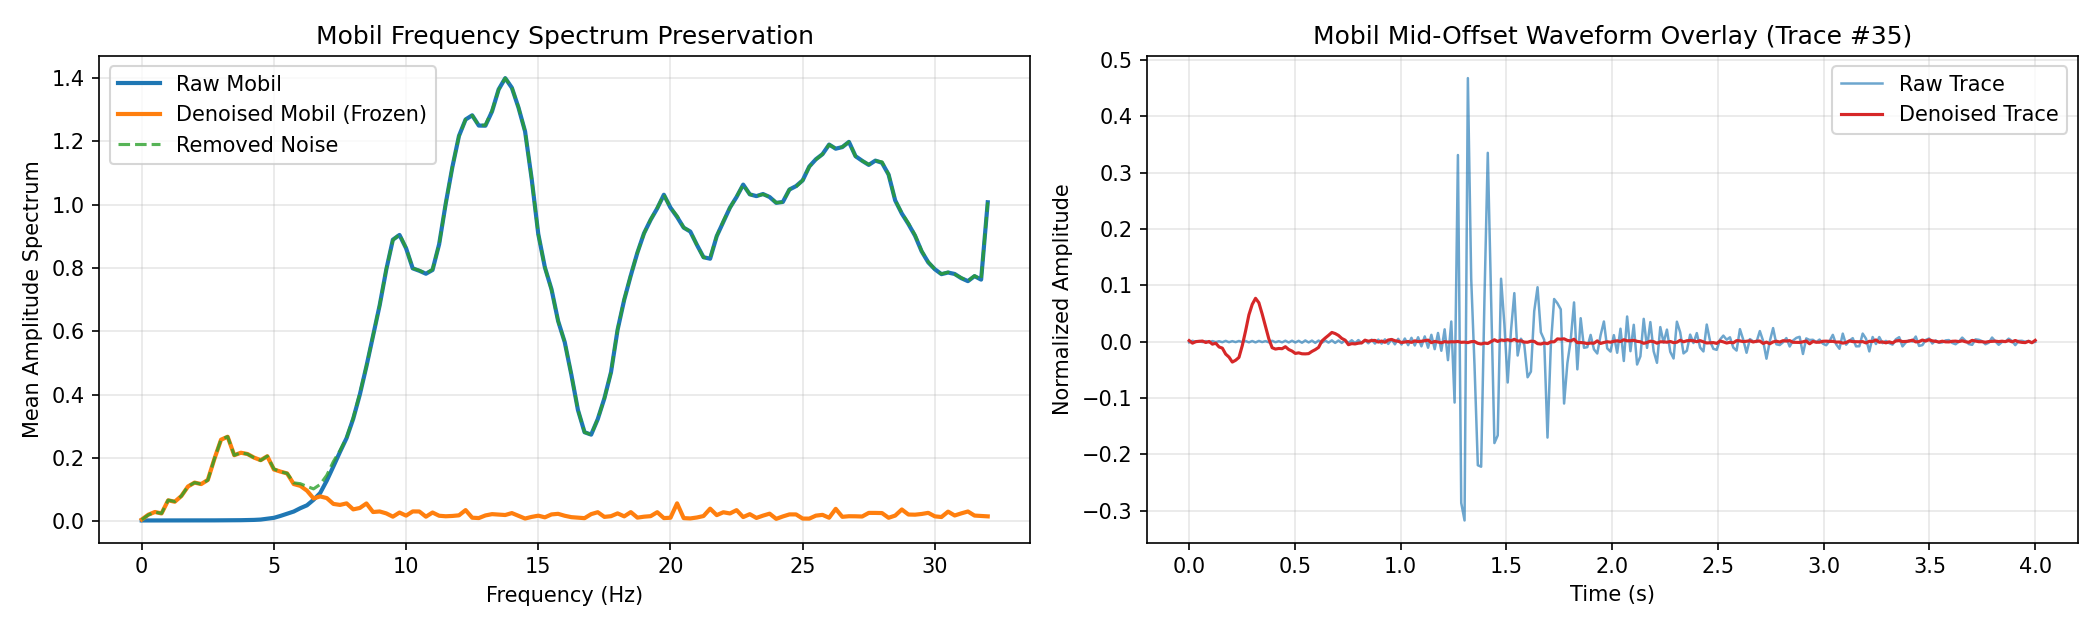 Mobil Frequency Spectrum Preservation
Raw Mobil
Denoised Mobil (Frozen)
Removed Noise
Mean Amplitude Spectrum
1.4
1.2
1.0
0.8
0.6
0.4
0.2
0.0
0 5 10 15 20 25 30
Frequency (Hz)
Mobil Mid-Offset Waveform Overlay (Trace #35)
Raw Trace
Denoised Trace
Normalized Amplitude
0.5
0.4
0.3
0.2
0.1
0.0
−0.1
−0.2
−0.3
0.0 0.5 1.0 1.5 2.0 2.5 3.0 3.5 4.0
Time (s)